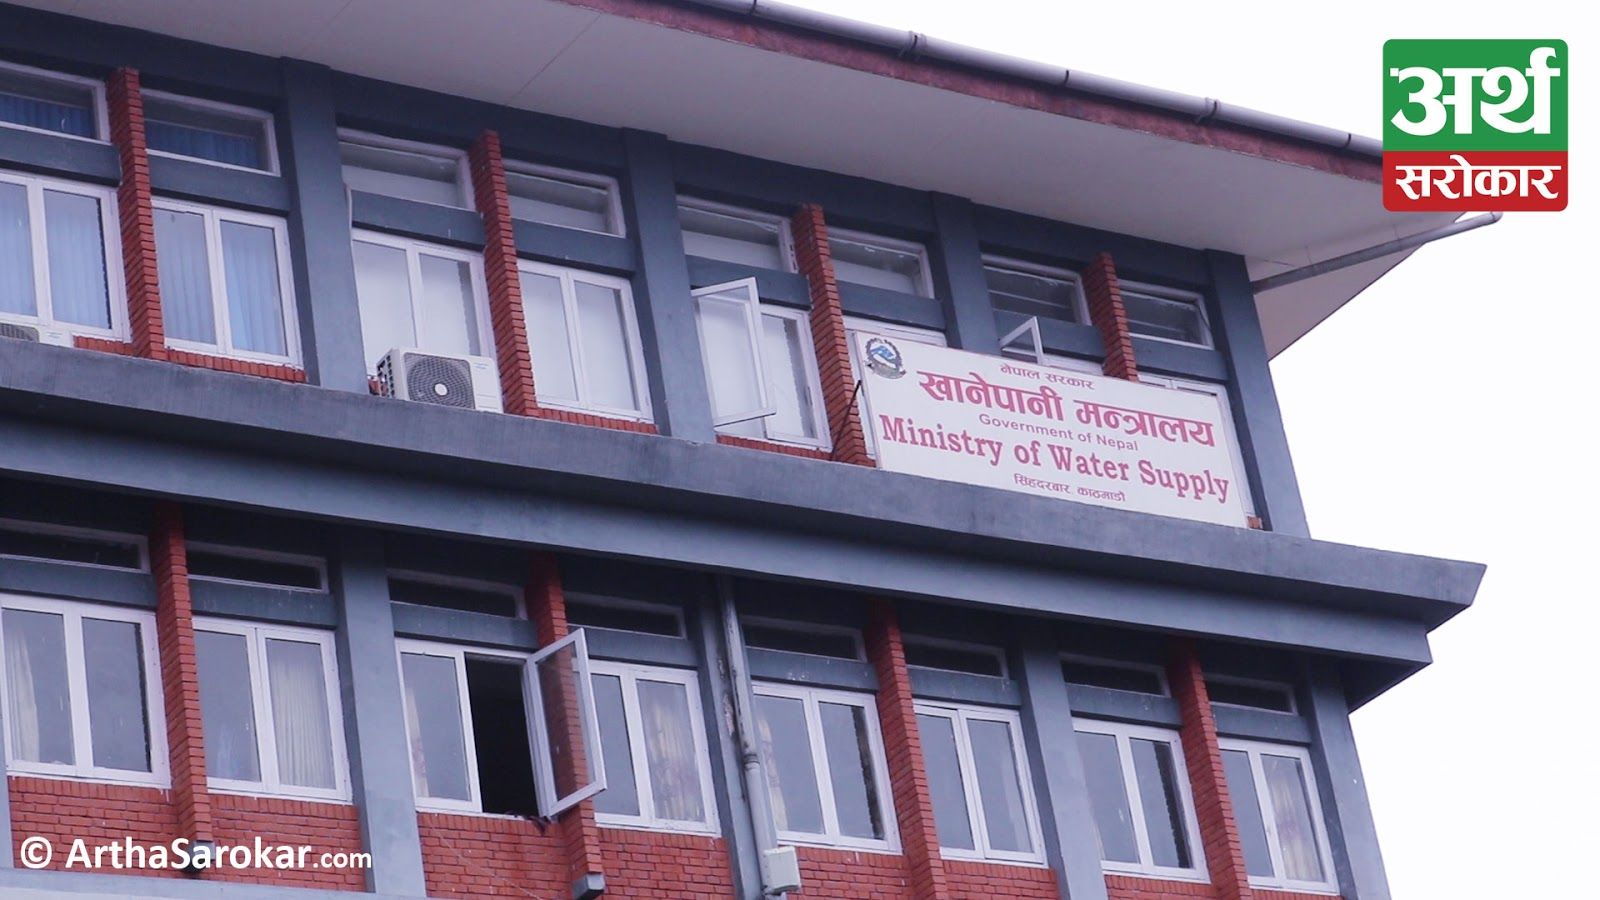 अर्थ
सरोकार
नेपाल सरकार
खानेपानी मन्त्रालय
Government of Nepal
Ministry of Water Supply
सिंहदरबार, काठमाडौं
© ArthaSarokar.com